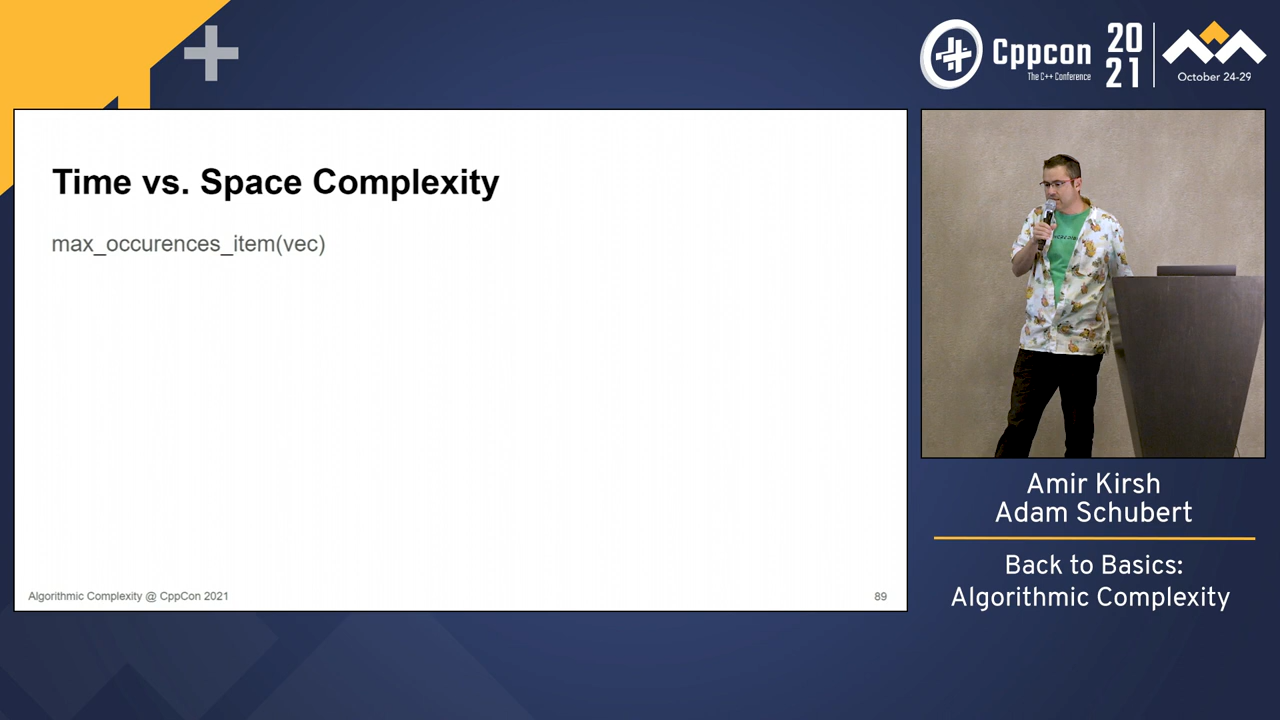 Cppcon
The C++ Conference
20
21
October 24-29
Time vs. Space Complexity
max_occurences_item(vec)
Algorithmic Complexity @ CppCon 2021
89
Amir Kirsh
Adam Schubert
Back to Basics:
Algorithmic Complexity